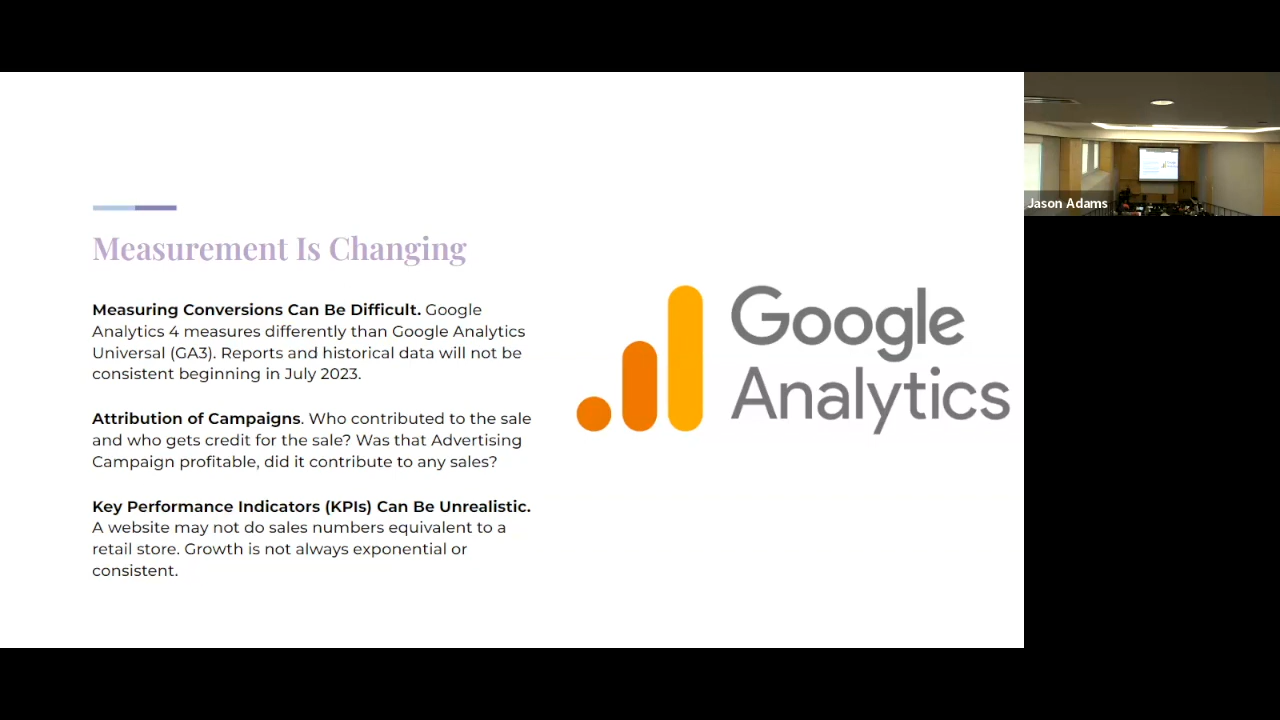 Measurement Is Changing
Measuring Conversions Can Be Difficult. Google
Analytics 4 measures differently than Google Analytics
Universal (GA3). Reports and historical data will not be
consistent beginning in July 2023.
Attribution of Campaigns. Who contributed to the sale
and who gets credit for the sale? Was that Advertising
Campaign profitable, did it contribute to any sales?
Key Performance Indicators (KPIs) Can Be Unrealistic.
A website may not do sales numbers equivalent to a
retail store. Growth is not always exponential or
consistent.
Google
Analytics
Jason Adams